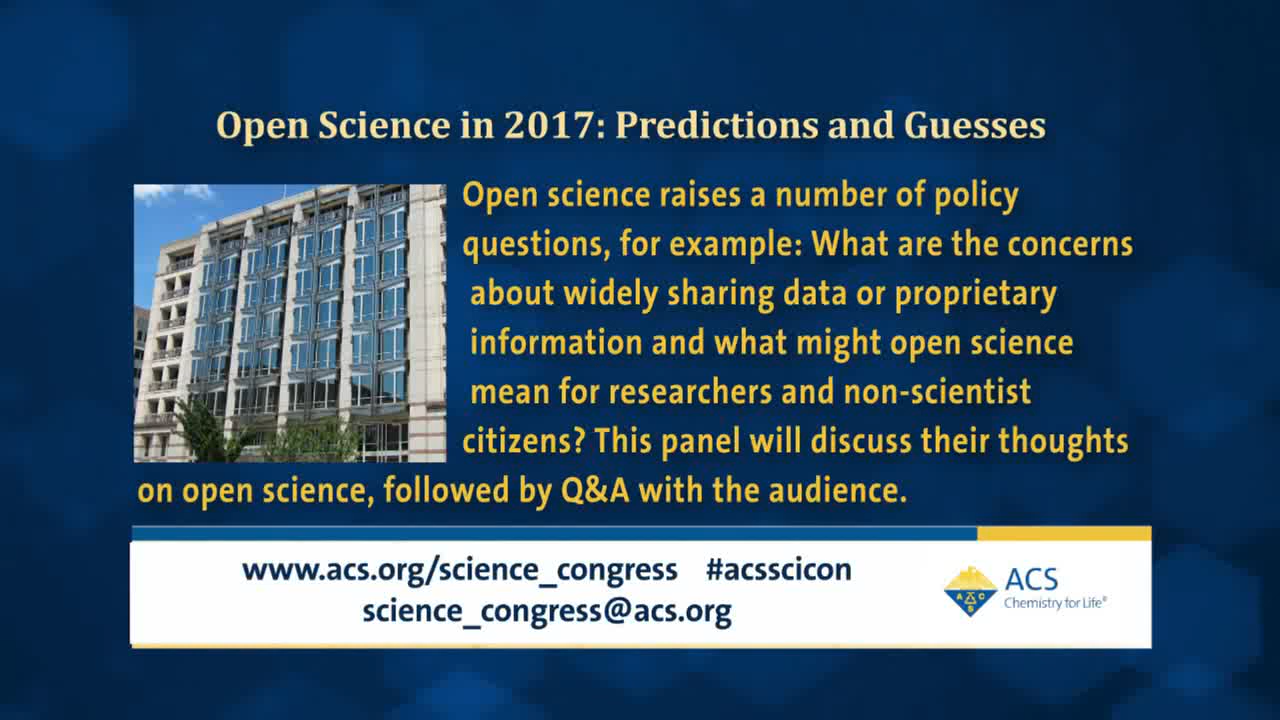 Open Science in 2017: Predictions and Guesses
Open science raises a number of policy
questions, for example: What are the concerns
about widely sharing data or proprietary
information and what might open science
mean for researchers and non-scientist
citizens? This panel will discuss their thoughts
on open science, followed by Q&A with the audience.
www.acs.org/science_congress #acsscicon
science_congress@acs.org
A C S
ACS
Chemistry for Life®